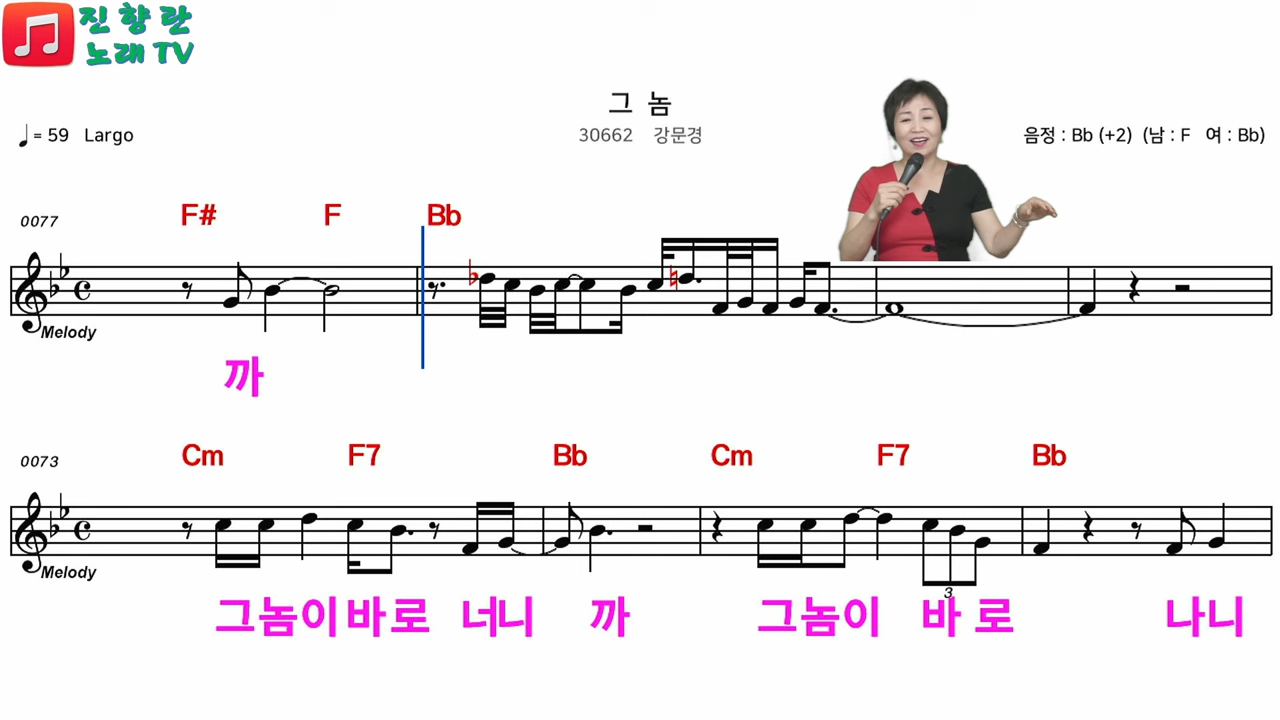 진향란
노래 TV
그 놈
♩= 59 Largo
30662 강문경
음정 : Bb (+2) (남 : F 여 : Bb)
0077
F# F Bb
Melody
까
0073
Cm F7 Bb Cm F7 Bb
Melody
3
그놈이 바로 너니 까 그놈이 바 로 나니